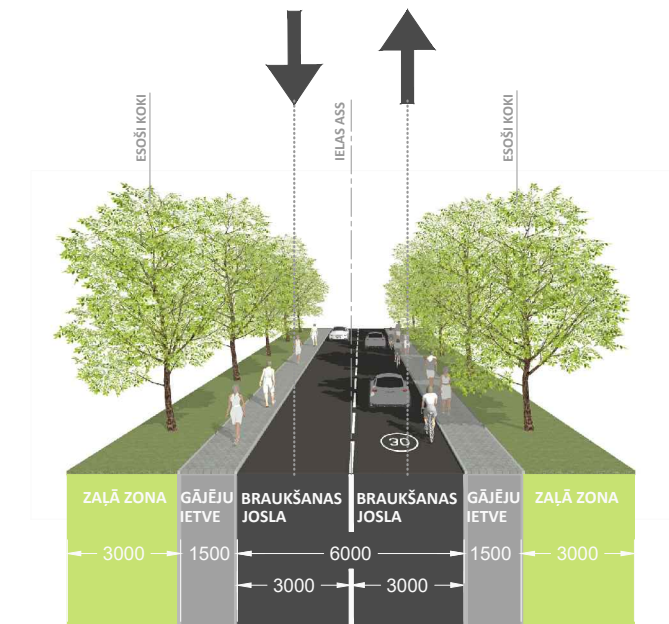 ESOŠI KOKI
IELAS ASS
ESOŠI KOKI
30
ZAĻĀ ZONA
GĀJĒJU
IETVE
BRAUKŠANAS
JOSLA
BRAUKŠANAS
JOSLA
GĀJĒJU
IETVE
ZAĻĀ ZONA
3000
1500
6000
1500
3000
3000
3000